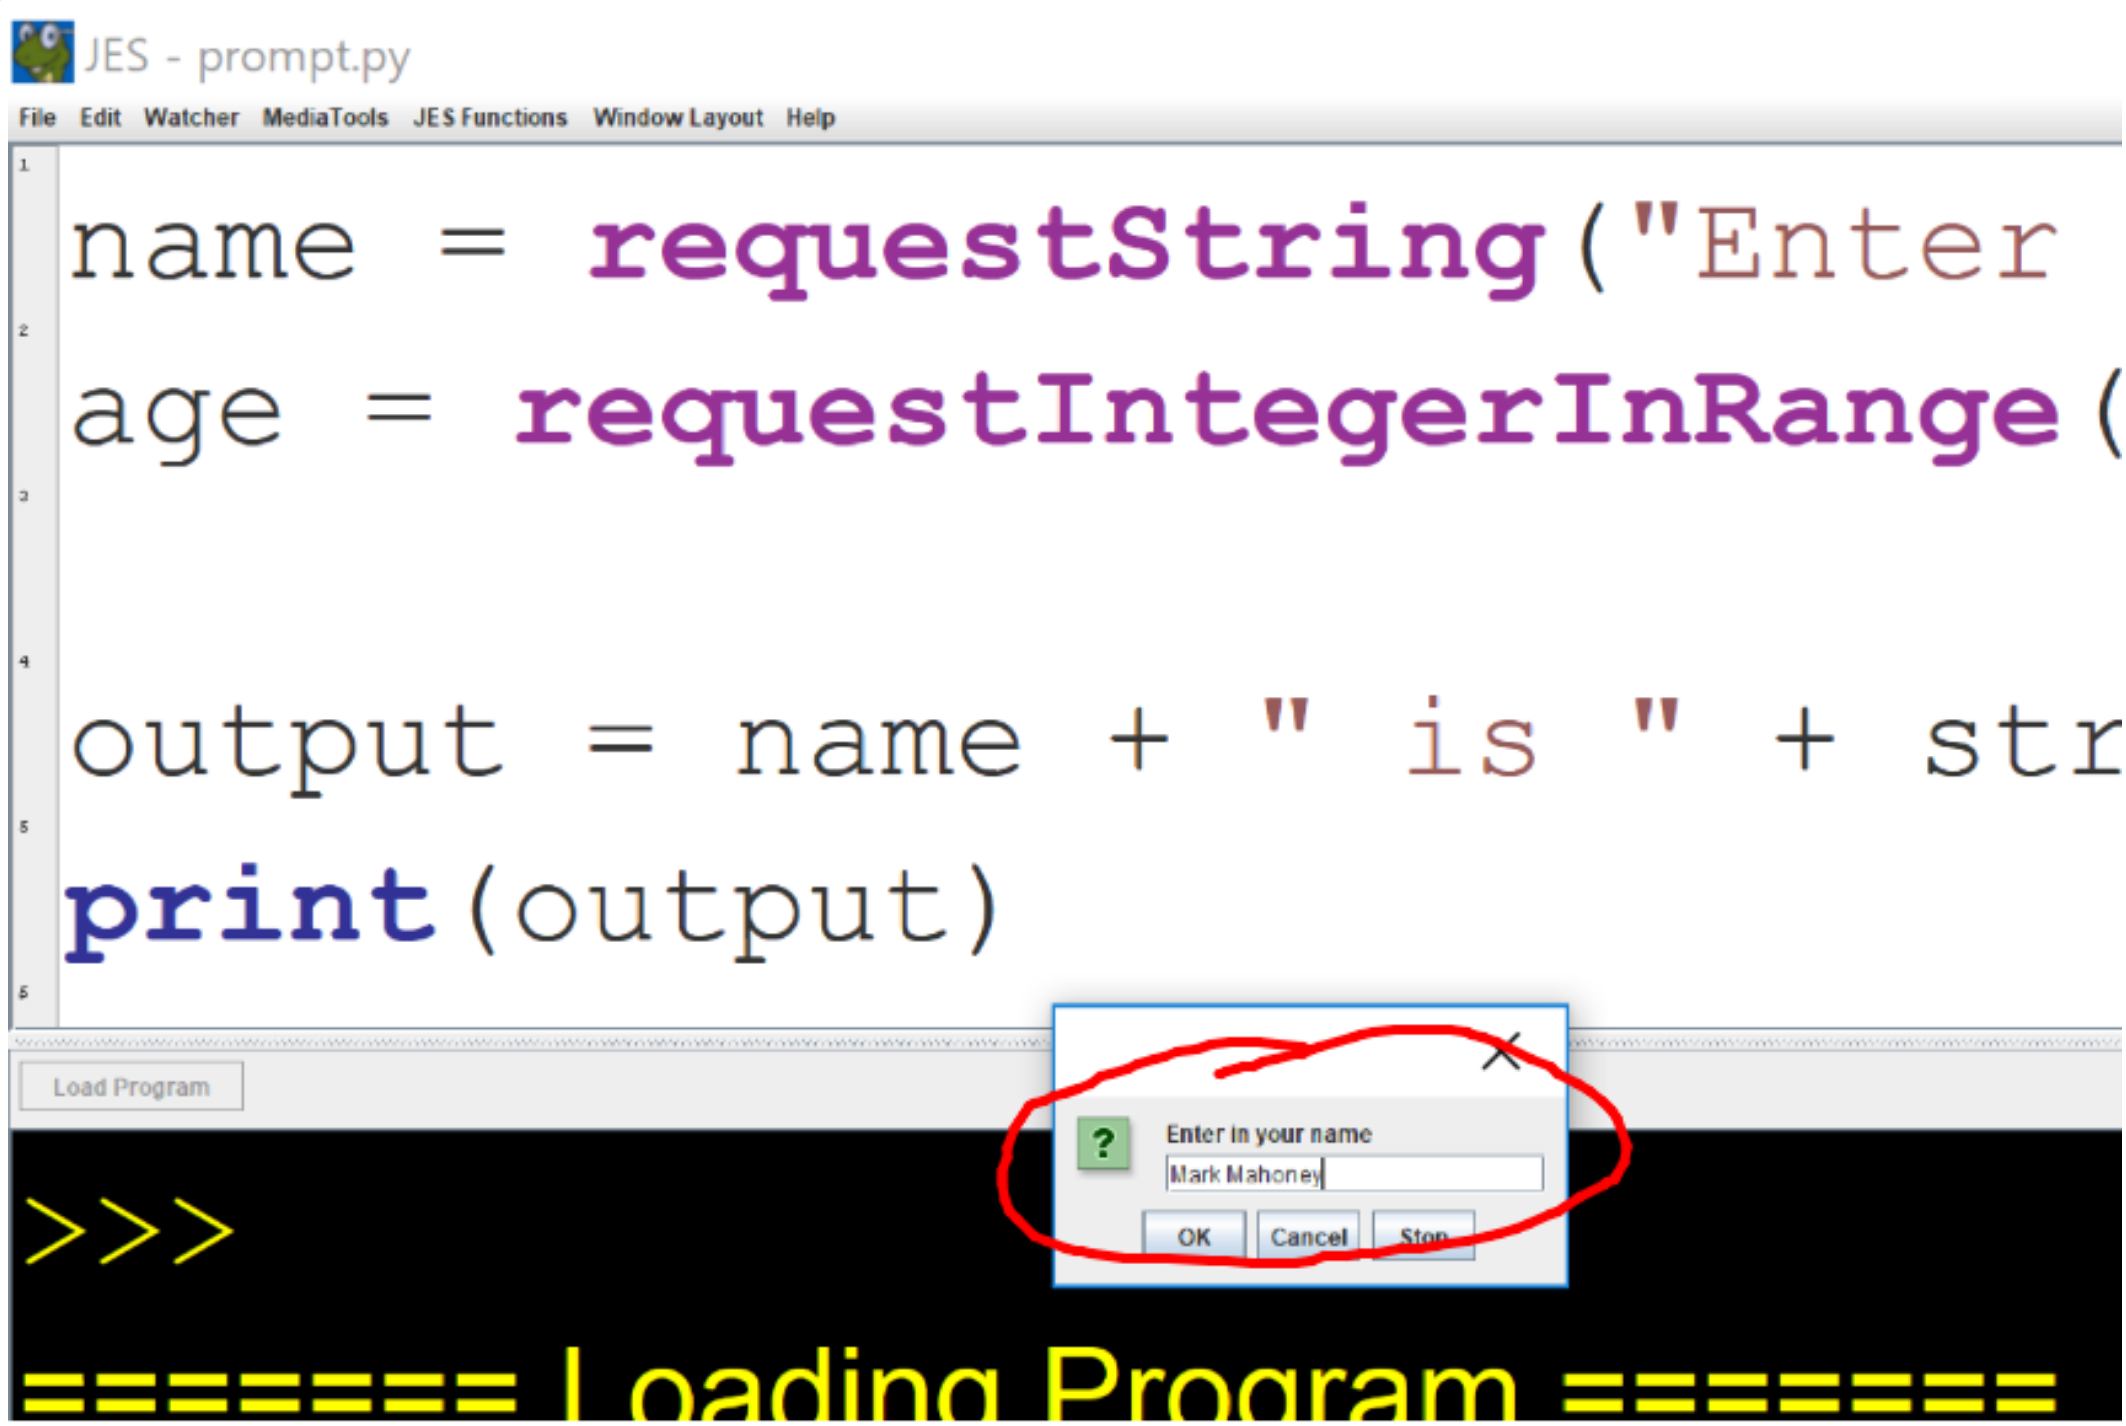 JES - prompt.py
File Edit Watcher MediaTools JES Functions Window Layout Help
1
name = requestString("Enter
2
age = requestIntegerInRange(
3
4
output = name + " is " + str
5
print(output)
6
Load Program
Enter in your name
Mark Mahoney
OK Cancel Stop
>>>
======= Loading Program =======